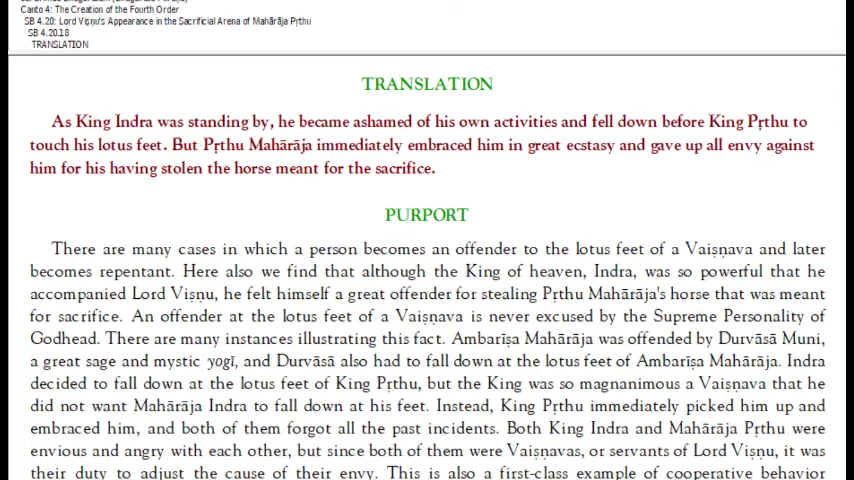 Canto 4: The Creation of the Fourth Order
SB 4.20: Lord Viṣṇu's Appearance in the Sacrificial Arena of Mahārāja Pṛthu
SB 4.20.18
TRANSLATION
TRANSLATION
As King Indra was standing by, he became ashamed of his own activities and fell down before King Pṛthu to
touch his lotus feet. But Pṛthu Mahārāja immediately embraced him in great ecstasy and gave up all envy against
him for his having stolen the horse meant for the sacrifice.
PURPORT
There are many cases in which a person becomes an offender to the lotus feet of a Vaiṣṇava and later
becomes repentant. Here also we find that although the King of heaven, Indra, was so powerful that he
accompanied Lord Viṣṇu, he felt himself a great offender for stealing Pṛthu Mahārāja's horse that was meant
for sacrifice. An offender at the lotus feet of a Vaiṣṇava is never excused by the Supreme Personality of
Godhead. There are many instances illustrating this fact. Ambarīṣa Mahārāja was offended by Durvāsā Muni,
a great sage and mystic yogī, and Durvāsā also had to fall down at the lotus feet of Ambarīṣa Mahārāja. Indra
decided to fall down at the lotus feet of King Pṛthu, but the King was so magnanimous a Vaiṣṇava that he
did not want Mahārāja Indra to fall down at his feet. Instead, King Pṛthu immediately picked him up and
embraced him, and both of them forgot all the past incidents. Both King Indra and Mahārāja Pṛthu were
envious and angry with each other, but since both of them were Vaiṣṇavas, or servants of Lord Viṣṇu, it was
their duty to adjust the cause of their envy. This is also a first-class example of cooperative behavior